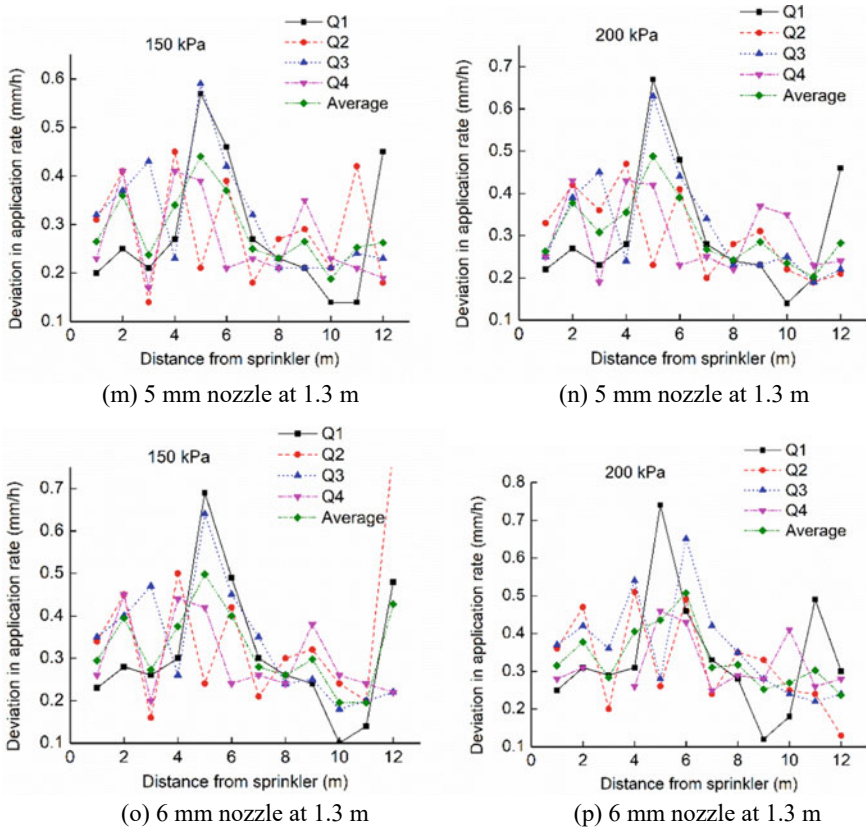 150 kPa
Q1
Q2
Q3
Q4
Average
Deviation in application rate (mm/h)
0.6
0.5
0.4
0.3
0.2
0.1
0 2 4 6 8 10 12
Distance from sprinkler (m)
(m) 5 mm nozzle at 1.3 m
200 kPa
Q1
Q2
Q3
Q4
Average
Deviation in application rate (mm/h)
0.7
0.6
0.5
0.4
0.3
0.2
0.1
0 2 4 6 8 10 12
Distance from sprinkler (m)
(n) 5 mm nozzle at 1.3 m
150 kPa
Q1
Q2
Q3
Q4
Average
Deviation in application rate (mm/h)
0.7
0.6
0.5
0.4
0.3
0.2
0.1
0 2 4 6 8 10 12
Distance from sprinkler (m)
(o) 6 mm nozzle at 1.3 m
200 kPa
Q1
Q2
Q3
Q4
Average
Deviation in application rate (mm/h)
0.8
0.7
0.6
0.5
0.4
0.3
0.2
0.1
0 2 4 6 8 10 12
Distance from sprinkler (m)
(p) 6 mm nozzle at 1.3 m